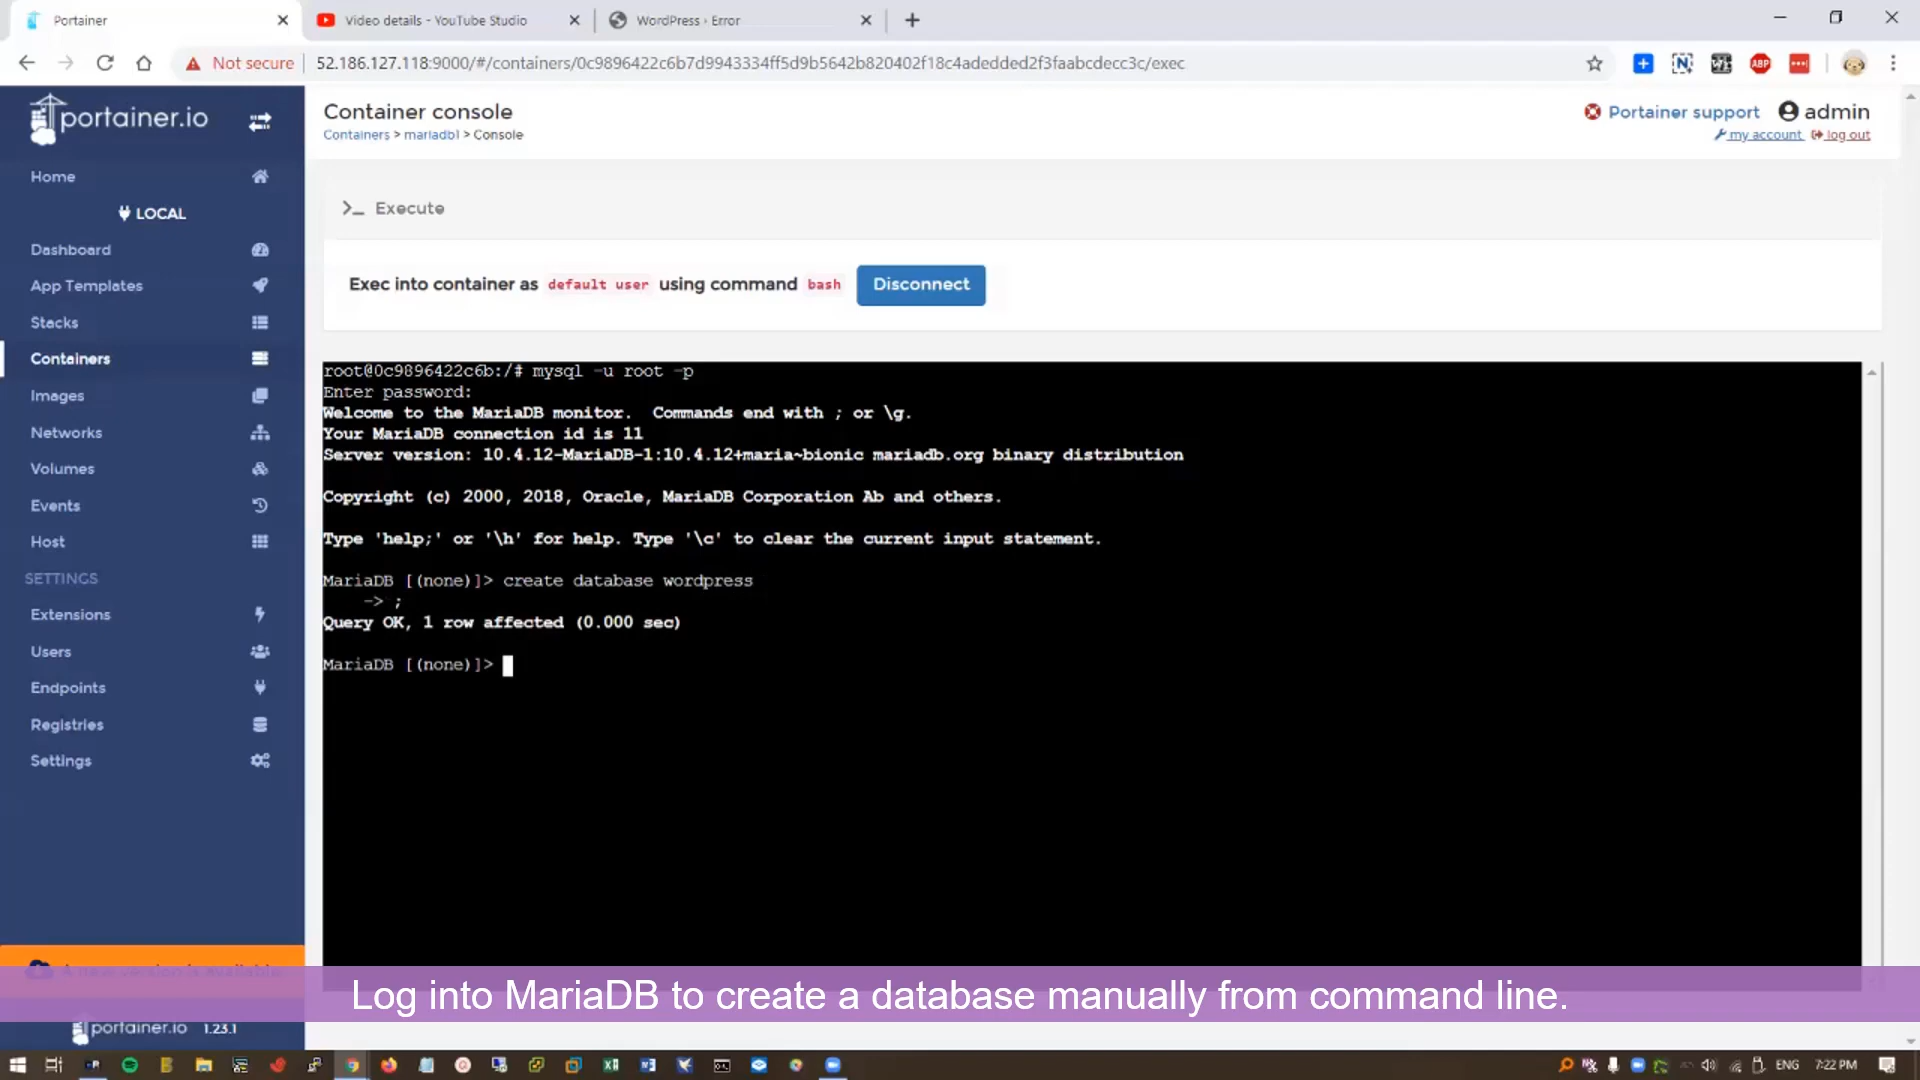 Portainer
Video details - YouTube Studio
WordPress › Error
Not secure
52.186.127.118:9000/#/containers/0c9896422c6b7d9943334ff5d9b5642b820402f18c4adedded2f3faabcdecc3c/exec
portainer.io
Home
LOCAL
Dashboard
App Templates
Stacks
Containers
Images
Networks
Volumes
Events
Host
SETTINGS
Extensions
Users
Endpoints
Registries
Settings
A new version is available
portainer.io 1.23.1
Container console
Containers > mariadb1 > Console
Portainer support admin
my account log out
>_ Execute
Exec into container as default user using command bash Disconnect
root@0c9896422c6b:/# mysql -u root -p
Enter password:
Welcome to the MariaDB monitor.  Commands end with ; or \g.
Your MariaDB connection id is 11
Server version: 10.4.12-MariaDB-1:10.4.12+maria~bionic mariadb.org binary distribution
Copyright (c) 2000, 2018, Oracle, MariaDB Corporation Ab and others.
Type 'help;' or '\h' for help. Type '\c' to clear the current input statement.
MariaDB [(none)]> create database wordpress
-> ;
Query OK, 1 row affected (0.000 sec)
MariaDB [(none)]>
Log into MariaDB to create a database manually from command line.
ENG 7:22 PM